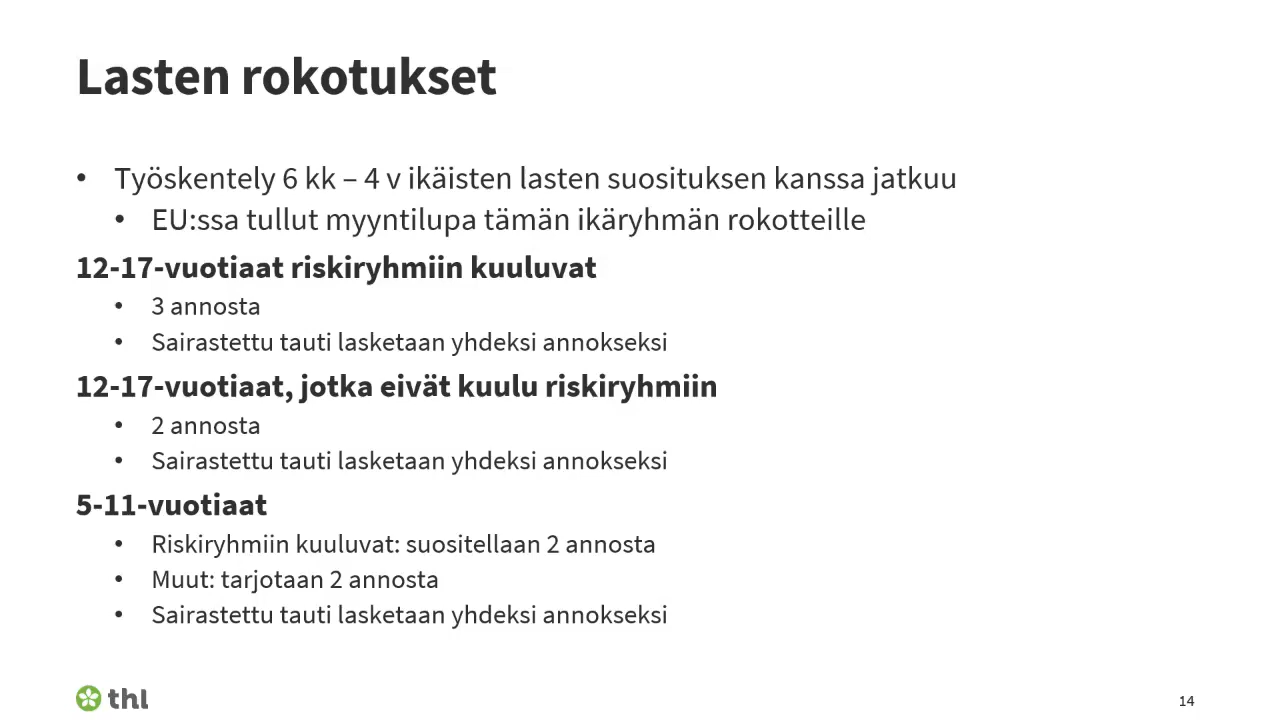 Lasten rokotukset
• Työskentely 6 kk – 4 v ikäisten lasten suosituksen kanssa jatkuu
• EU:ssa tullut myyntilupa tämän ikäryhmän rokotteille
12-17-vuotiaat riskiryhmiin kuuluvat
• 3 annosta
• Sairastettu tauti lasketaan yhdeksi annokseksi
12-17-vuotiaat, jotka eivät kuulu riskiryhmiin
• 2 annosta
• Sairastettu tauti lasketaan yhdeksi annokseksi
5-11-vuotiaat
• Riskiryhmiin kuuluvat: suositellaan 2 annosta
• Muut: tarjotaan 2 annosta
• Sairastettu tauti lasketaan yhdeksi annokseksi
thl
14